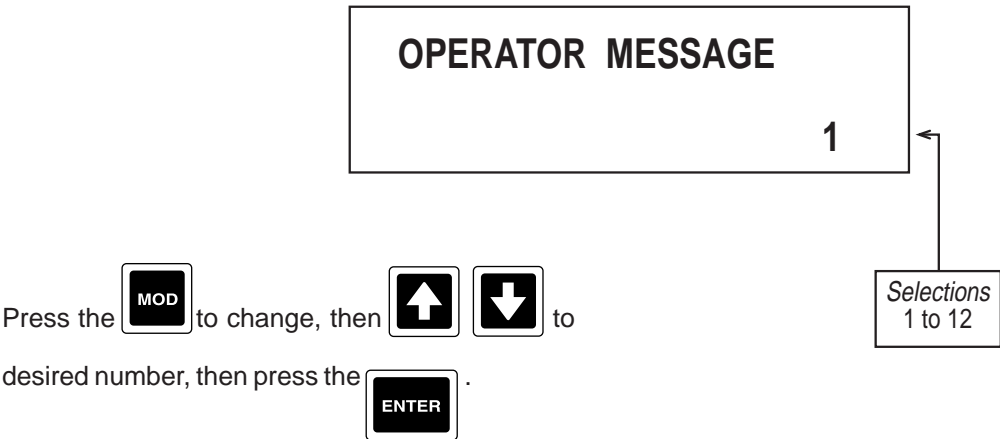 OPERATOR MESSAGE
1
Selections
1 to 12
Press the MOD to change, then to
desired number, then press the ENTER .